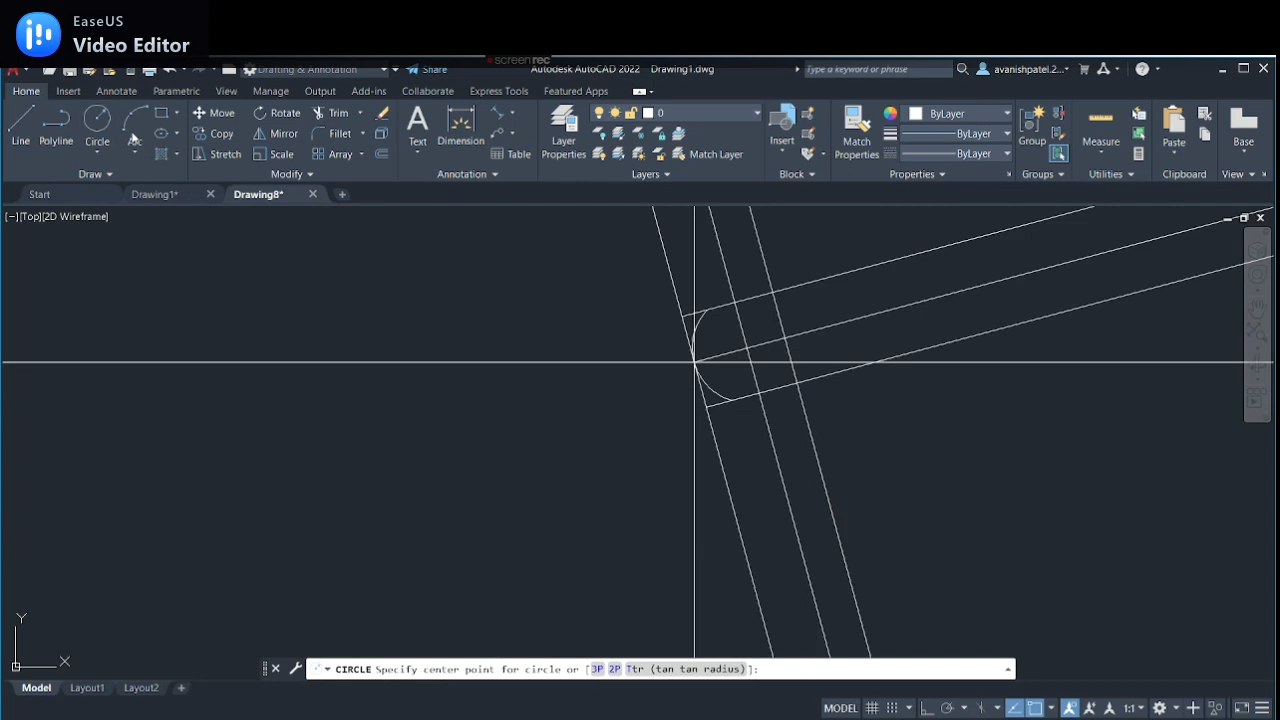 EaseUS
Video Editor
screenrec
Drafting & Annotation Share Autodesk AutoCAD 2022 Drawing1.dwg Type a keyword or phrase avanishpatel.2...
Home Insert Annotate Parametric View Manage Output Add-ins Collaborate Express Tools Featured Apps
Move Rotate Trim 0 ByLayer
Line Polyline Circle Arc Copy Mirror Fillet Text Dimension Layer Properties Insert Match Properties ByLayer Group Measure Paste Base
Stretch Scale Array Table Match Layer ByLayer
Draw Modify Annotation Layers Block Properties Groups Utilities Clipboard View
Start Drawing1* Drawing8*
[−][Top][2D Wireframe]
Y
X
CIRCLE Specify center point for circle or [3P 2P Ttr (tan tan radius)]:
Model Layout1 Layout2
MODEL 1:1